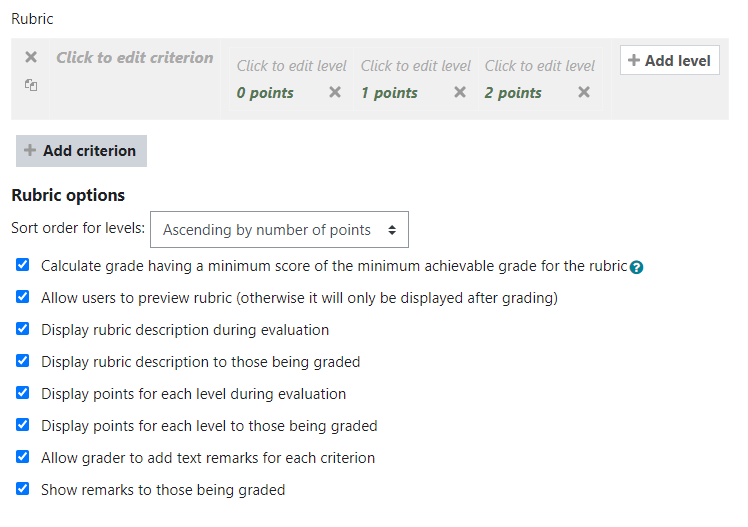 Rubric
Click to edit criterion
Click to edit level Click to edit level Click to edit level
0 points 1 points 2 points
Add level
Add criterion
Rubric options
Sort order for levels: Ascending by number of points
Calculate grade having a minimum score of the minimum achievable grade for the rubric
Allow users to preview rubric (otherwise it will only be displayed after grading)
Display rubric description during evaluation
Display rubric description to those being graded
Display points for each level during evaluation
Display points for each level to those being graded
Allow grader to add text remarks for each criterion
Show remarks to those being graded